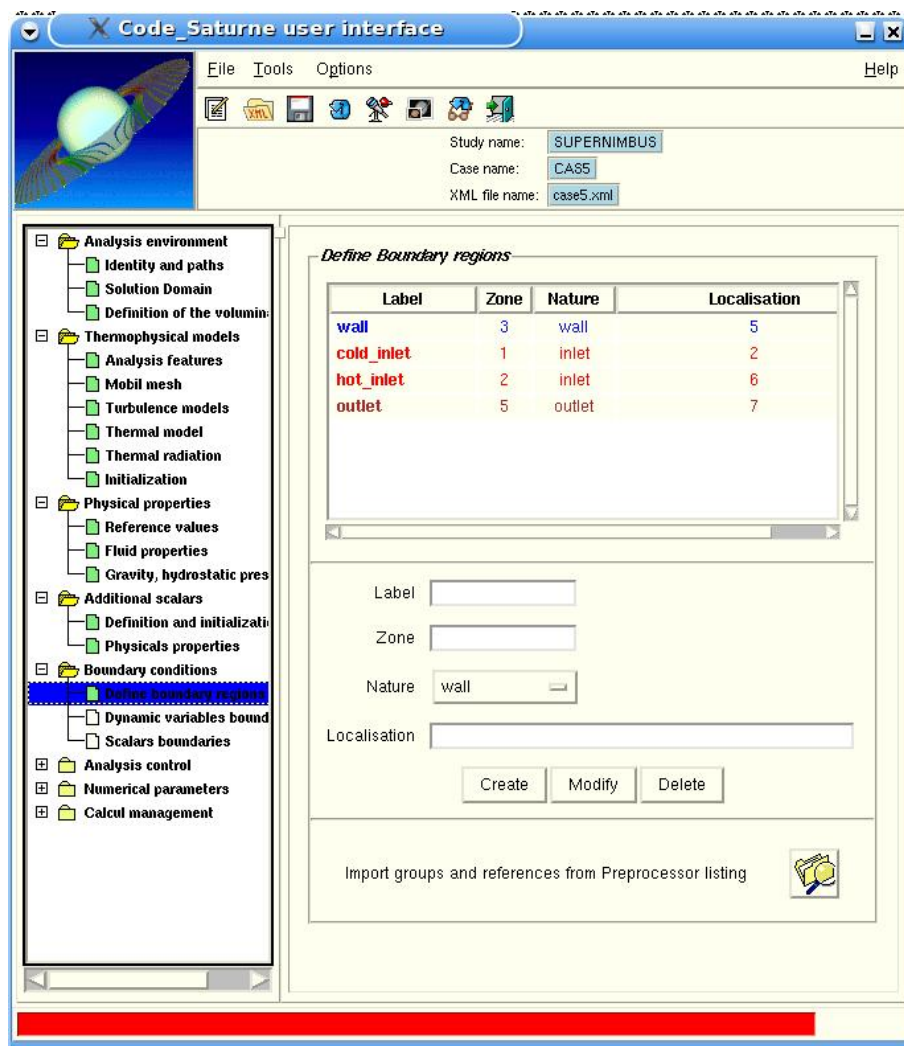 Code_Saturne user interface
File Tools Options Help
Study name: SUPERNIMBUS
Case name: CAS5
XML file name: case5.xml
Analysis environment
Identity and paths
Solution Domain
Definition of the volumin
Thermophysical models
Analysis features
Mobil mesh
Turbulence models
Thermal model
Thermal radiation
Initialization
Physical properties
Reference values
Fluid properties
Gravity, hydrostatic pres
Additional scalars
Definition and initializati
Physicals properties
Boundary conditions
Define boundary regions
Dynamic variables bound
Scalars boundaries
Analysis control
Numerical parameters
Calcul management
Define Boundary regions
Label Zone Nature Localisation
wall 3 wall 5
cold_inlet 1 inlet 2
hot_inlet 2 inlet 6
outlet 5 outlet 7
Label
Zone
Nature wall
Localisation
Create Modify Delete
Import groups and references from Preprocessor listing